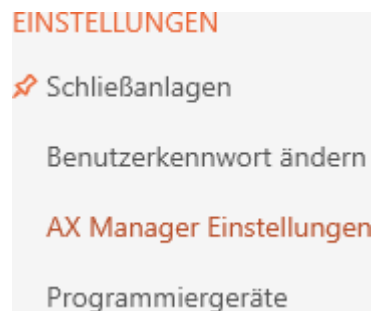 EINSTELLUNGEN
Schließanlagen
Benutzerkennwort ändern
AX Manager Einstellungen
Programmiergeräte